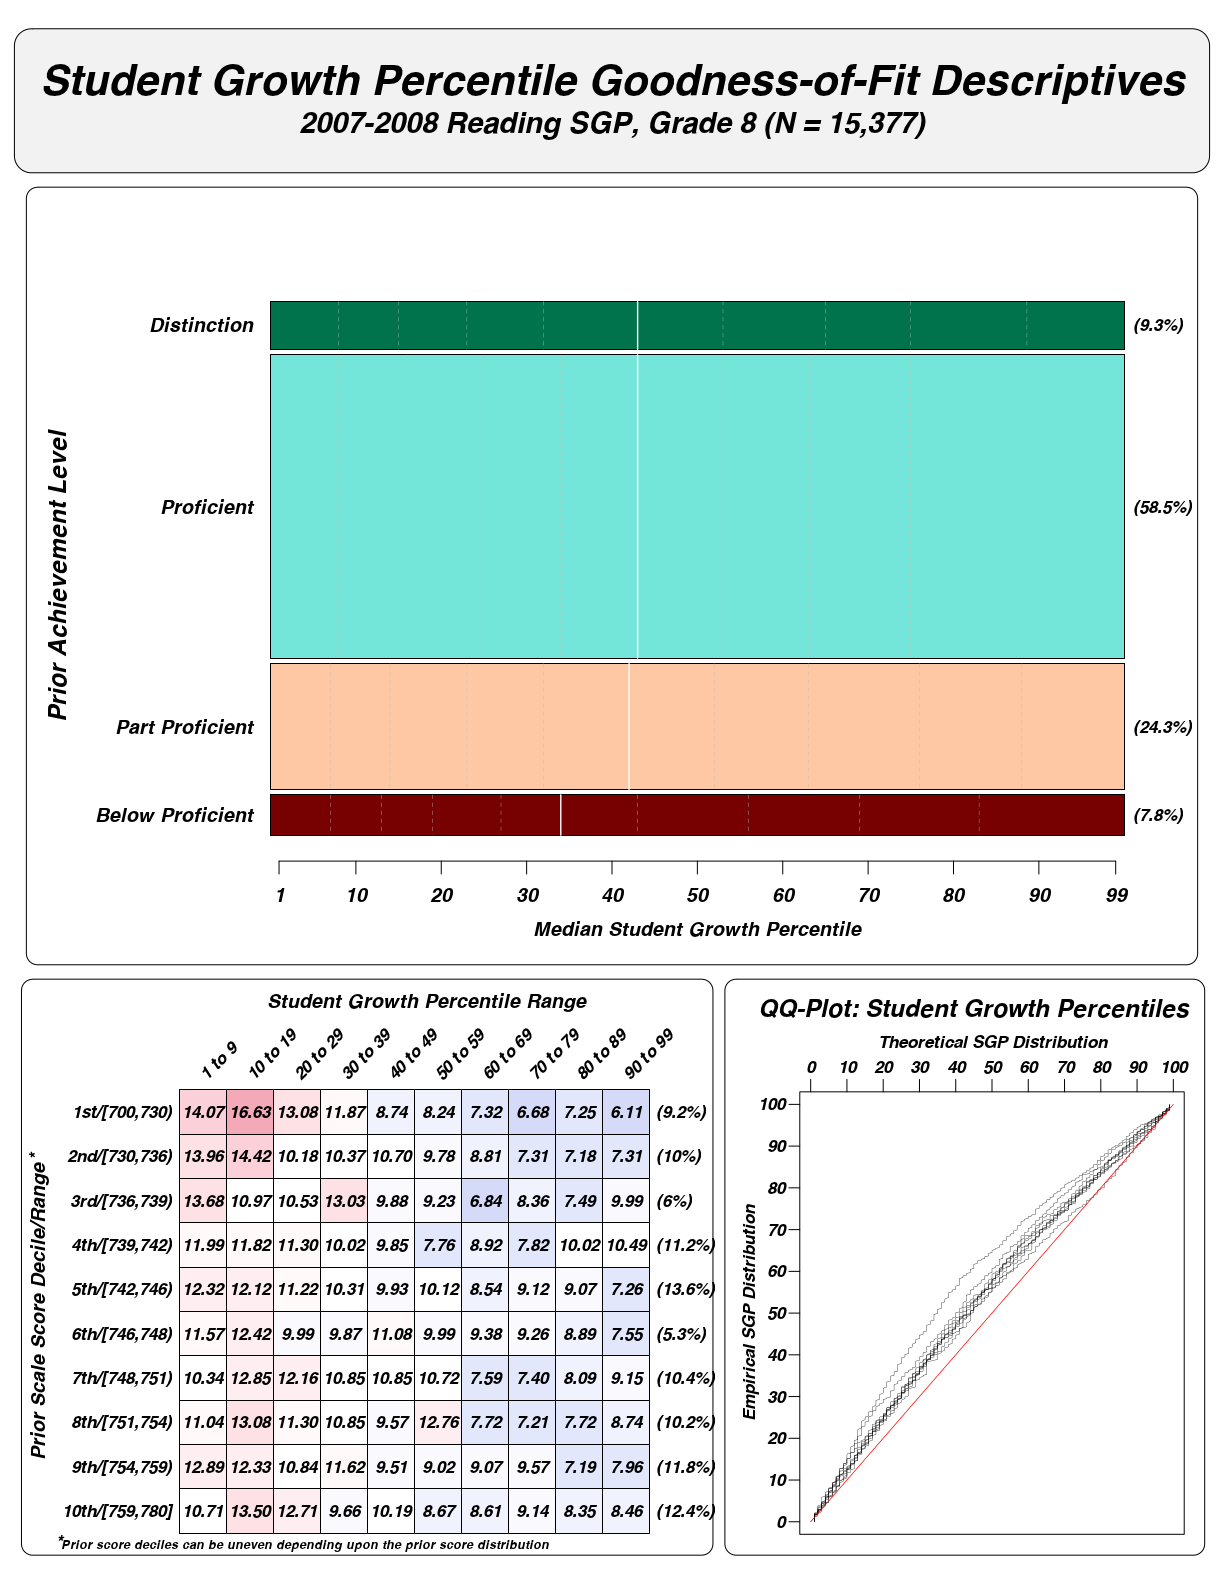 Student Growth Percentile Goodness-of-Fit Descriptives
2007-2008 Reading SGP, Grade 8 (N = 15,377)
Prior Achievement Level
Distinction (9.3%)
Proficient (58.5%)
Part Proficient (24.3%)
Below Proficient (7.8%)
1 10 20 30 40 50 60 70 80 90 99
Median Student Growth Percentile
Student Growth Percentile Range
1 to 9 10 to 19 20 to 29 30 to 39 40 to 49 50 to 59 60 to 69 70 to 79 80 to 89 90 to 99
Prior Scale Score Decile/Range*
1st/[700,730) 14.07 16.63 13.08 11.87 8.74 8.24 7.32 6.68 7.25 6.11 (9.2%)
2nd/[730,736) 13.96 14.42 10.18 10.37 10.70 9.78 8.81 7.31 7.18 7.31 (10%)
3rd/[736,739) 13.68 10.97 10.53 13.03 9.88 9.23 6.84 8.36 7.49 9.99 (6%)
4th/[739,742) 11.99 11.82 11.30 10.02 9.85 7.76 8.92 7.82 10.02 10.49 (11.2%)
5th/[742,746) 12.32 12.12 11.22 10.31 9.93 10.12 8.54 9.12 9.07 7.26 (13.6%)
6th/[746,748) 11.57 12.42 9.99 9.87 11.08 9.99 9.38 9.26 8.89 7.55 (5.3%)
7th/[748,751) 10.34 12.85 12.16 10.85 10.85 10.72 7.59 7.40 8.09 9.15 (10.4%)
8th/[751,754) 11.04 13.08 11.30 10.85 9.57 12.76 7.72 7.21 7.72 8.74 (10.2%)
9th/[754,759) 12.89 12.33 10.84 11.62 9.51 9.02 9.07 9.57 7.19 7.96 (11.8%)
10th/[759,780] 10.71 13.50 12.71 9.66 10.19 8.67 8.61 9.14 8.35 8.46 (12.4%)
*Prior score deciles can be uneven depending upon the prior score distribution
QQ-Plot: Student Growth Percentiles
Theoretical SGP Distribution
0 10 20 30 40 50 60 70 80 90 100
Empirical SGP Distribution
100
90
80
70
60
50
40
30
20
10
0